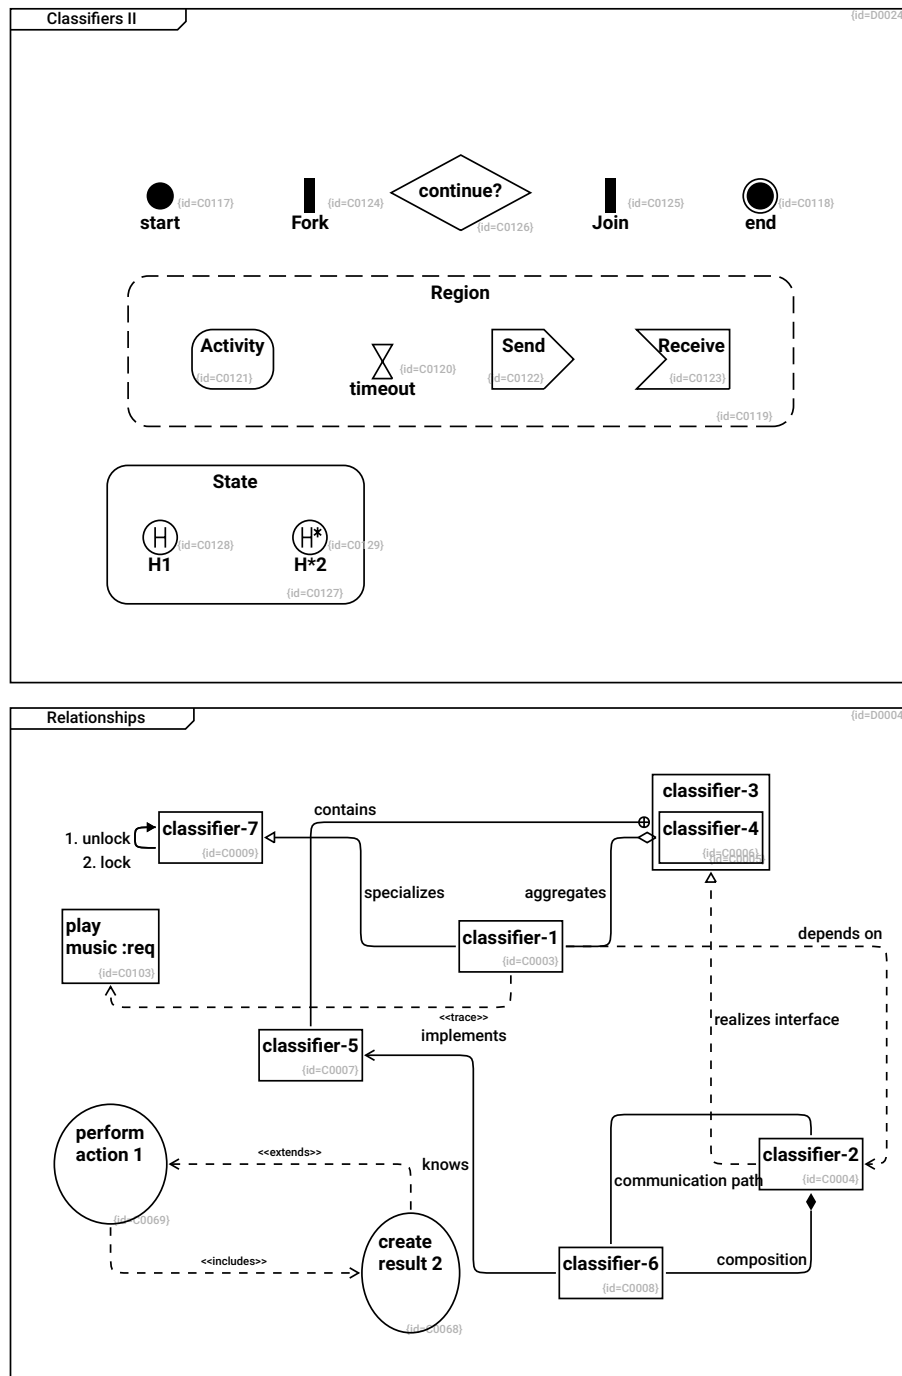 Classifiers II
{id=D0024
start
{id=C0117}
Fork
{id=C0124}
continue?
{id=C0126}
Join
{id=C0125}
end
{id=C0118}
Region
Activity
{id=C0121}
timeout
{id=C0120}
Send
{id=C0122}
Receive
{id=C0123}
{id=C0119}
State
H
{id=C0128}
H1
H*
{id=C0129}
H*2
{id=C0127}
Relationships
{id=D0004
classifier-3
classifier-4
{id=C0006}
{id=C0005}
contains
classifier-7
{id=C0009}
1. unlock
2. lock
specializes
aggregates
play
music :req
{id=C0103}
classifier-1
{id=C0003}
depends on
<<trace>>
implements
realizes interface
classifier-5
{id=C0007}
perform
action 1
{id=C0069}
<<extends>>
knows
communication path
classifier-2
{id=C0004}
create
result 2
{id=C0068}
<<includes>>
classifier-6
{id=C0008}
composition